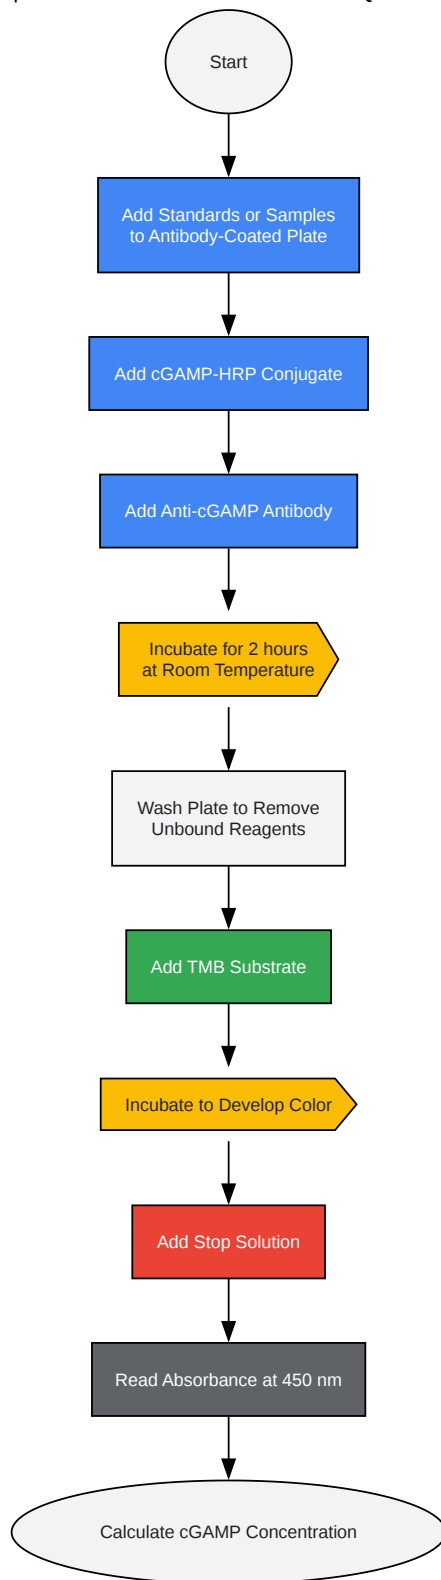 Start
Add Standards or Samples
to Antibody-Coated Plate
Add cGAMP-HRP Conjugate
Add Anti-cGAMP Antibody
Incubate for 2 hours
at Room Temperature
Wash Plate to Remove
Unbound Reagents
Add TMB Substrate
Incubate to Develop Color
Add Stop Solution
Read Absorbance at 450 nm
Calculate cGAMP Concentration